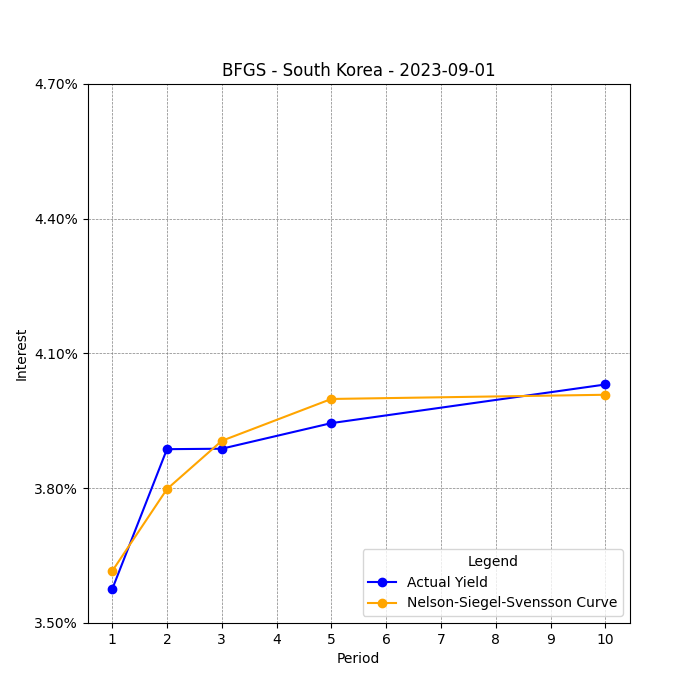 BFGS - South Korea - 2023-09-01
4.70%
4.40%
4.10%
3.80%
3.50%
Interest
1 2 3 4 5 6 7 8 9 10
Period
Legend
Actual Yield
Nelson-Siegel-Svensson Curve